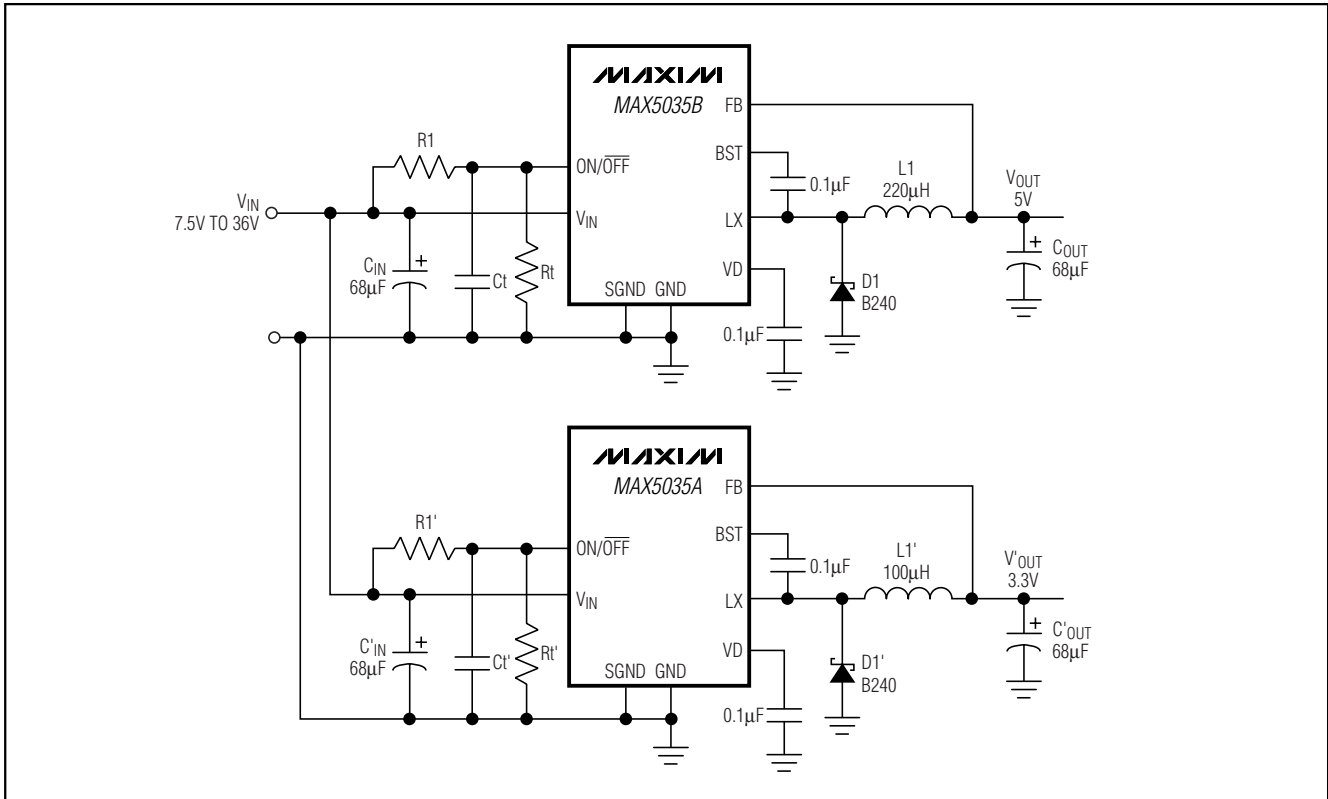 MAXIM
MAX5035B
FB
BST
LX
VD
ON/OFF
VIN
SGND GND
R1
VIN
7.5V TO 36V
CIN
68µF
+
Ct
Rt
0.1µF
0.1µF
L1
220µH
D1
B240
VOUT
5V
+
COUT
68µF
MAXIM
MAX5035A
FB
BST
LX
VD
ON/OFF
VIN
SGND GND
R1'
C'IN
68µF
+
Ct'
Rt'
0.1µF
0.1µF
L1'
100µH
D1'
B240
V'OUT
3.3V
+
C'OUT
68µF